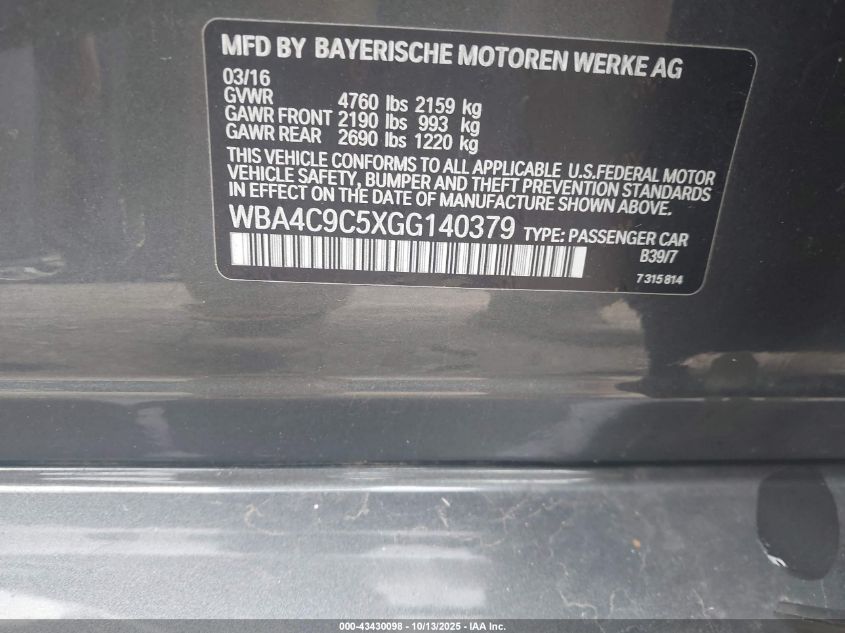 MFD BY BAYERISCHE MOTOREN WERKE AG
03/16
GVWR 4760 lbs 2159 kg
GAWR FRONT 2190 lbs 993 kg
GAWR REAR 2690 lbs 1220 kg
THIS VEHICLE CONFORMS TO ALL APPLICABLE U.S.FEDERAL MOTOR
VEHICLE SAFETY, BUMPER AND THEFT PREVENTION STANDARDS
IN EFFECT ON THE DATE OF MANUFACTURE SHOWN ABOVE.
WBA4C9C5XGG140379 TYPE: PASSENGER CAR
B39/7
7315814
000-43430098 - 10/13/2025 - IAA Inc.